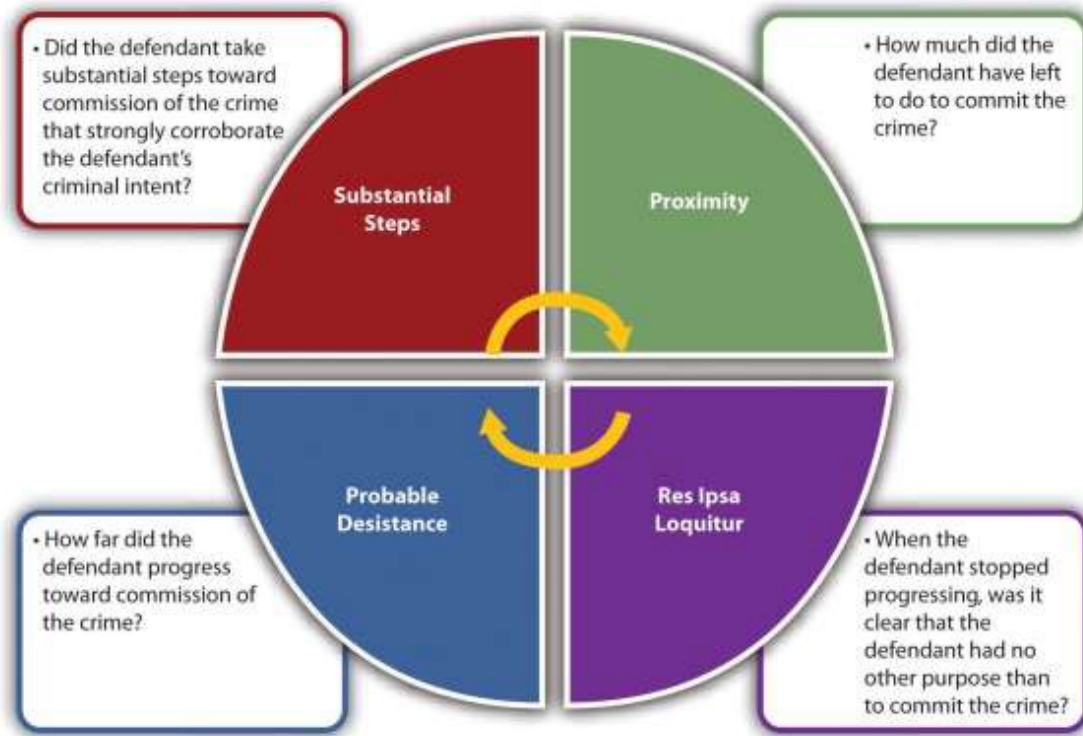 • Did the defendant take
substantial steps toward
commission of the crime
that strongly corroborate
the defendant's
criminal intent?
Substantial
Steps
Proximity
• How much did the
defendant have left
to do to commit the
crime?
Probable
Desistance
Res Ipsa
Loquitur
• How far did the
defendant progress
toward commission of
the crime?
• When the
defendant stopped
progressing, was it
clear that the
defendant had no
other purpose than
to commit the crime?